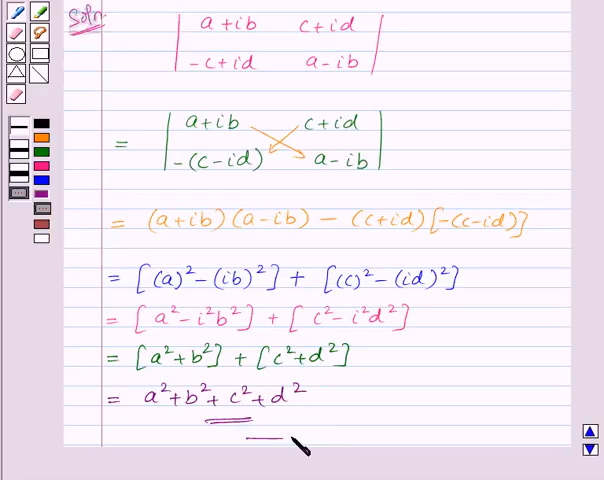 Soln.
| a+ib c+id |
| -c+id a-ib |
= | a+ib c+id |
| -(c-id) a-ib |
= (a+ib)(a-ib) - (c+id)[-(c-id)]
= [(a)²-(ib)²] + [(c)²-(id)²]
= [a²-i²b²] + [c²-i²d²]
= [a²+b²] + [c²+d²]
= a²+b²+c²+d²